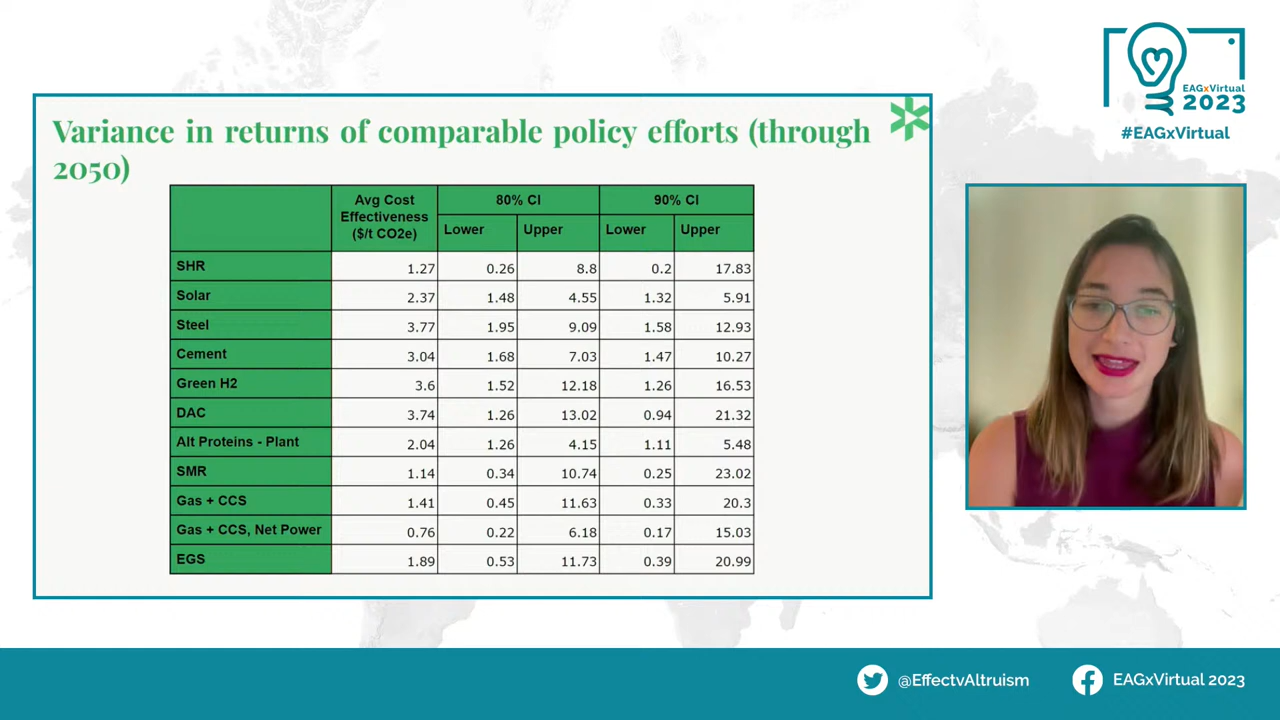 EAGxVirtual
2023
#EAGxVirtual
Variance in returns of comparable policy efforts (through
2050)
Avg Cost
Effectiveness
($/t CO2e)
80% CI
90% CI
Lower
Upper
Lower
Upper
SHR 1.27 0.26 8.8 0.2 17.83
Solar 2.37 1.48 4.55 1.32 5.91
Steel 3.77 1.95 9.09 1.58 12.93
Cement 3.04 1.68 7.03 1.47 10.27
Green H2 3.6 1.52 12.18 1.26 16.53
DAC 3.74 1.26 13.02 0.94 21.32
Alt Proteins - Plant 2.04 1.26 4.15 1.11 5.48
SMR 1.14 0.34 10.74 0.25 23.02
Gas + CCS 1.41 0.45 11.63 0.33 20.3
Gas + CCS, Net Power 0.76 0.22 6.18 0.17 15.03
EGS 1.89 0.53 11.73 0.39 20.99
@EffectvAltruism
EAGxVirtual 2023